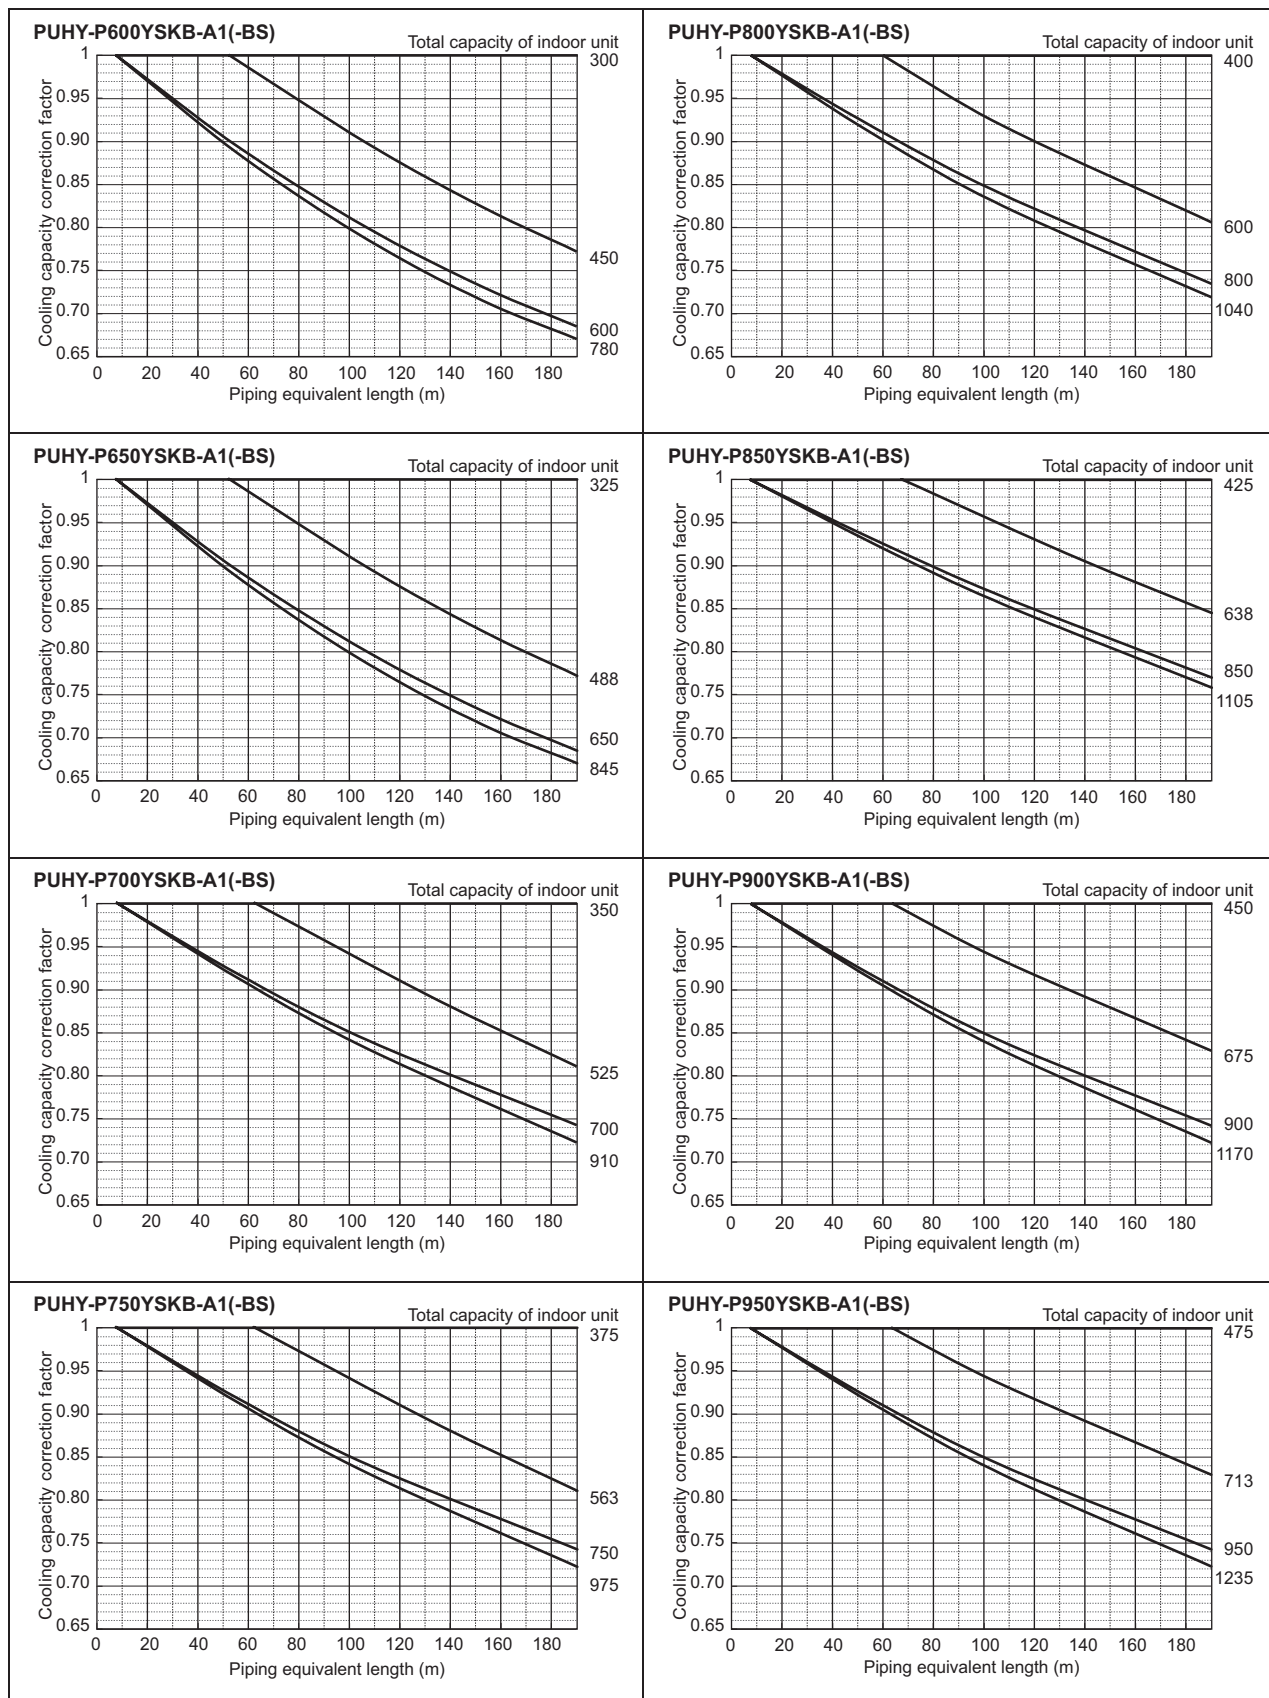 PUHY-P600YSKB-A1(-BS)
Total capacity of indoor unit
Cooling capacity correction factor
1
0.95
0.90
0.85
0.80
0.75
0.70
0.65
300
450
600
780
0 20 40 60 80 100 120 140 160 180
Piping equivalent length (m)
PUHY-P800YSKB-A1(-BS)
Total capacity of indoor unit
Cooling capacity correction factor
1
0.95
0.90
0.85
0.80
0.75
0.70
0.65
400
600
800
1040
0 20 40 60 80 100 120 140 160 180
Piping equivalent length (m)
PUHY-P650YSKB-A1(-BS)
Total capacity of indoor unit
Cooling capacity correction factor
1
0.95
0.90
0.85
0.80
0.75
0.70
0.65
325
488
650
845
0 20 40 60 80 100 120 140 160 180
Piping equivalent length (m)
PUHY-P850YSKB-A1(-BS)
Total capacity of indoor unit
Cooling capacity correction factor
1
0.95
0.90
0.85
0.80
0.75
0.70
0.65
425
638
850
1105
0 20 40 60 80 100 120 140 160 180
Piping equivalent length (m)
PUHY-P700YSKB-A1(-BS)
Total capacity of indoor unit
Cooling capacity correction factor
1
0.95
0.90
0.85
0.80
0.75
0.70
0.65
350
525
700
910
0 20 40 60 80 100 120 140 160 180
Piping equivalent length (m)
PUHY-P900YSKB-A1(-BS)
Total capacity of indoor unit
Cooling capacity correction factor
1
0.95
0.90
0.85
0.80
0.75
0.70
0.65
450
675
900
1170
0 20 40 60 80 100 120 140 160 180
Piping equivalent length (m)
PUHY-P750YSKB-A1(-BS)
Total capacity of indoor unit
Cooling capacity correction factor
1
0.95
0.90
0.85
0.80
0.75
0.70
0.65
375
563
750
975
0 20 40 60 80 100 120 140 160 180
Piping equivalent length (m)
PUHY-P950YSKB-A1(-BS)
Total capacity of indoor unit
Cooling capacity correction factor
1
0.95
0.90
0.85
0.80
0.75
0.70
0.65
475
713
950
1235
0 20 40 60 80 100 120 140 160 180
Piping equivalent length (m)